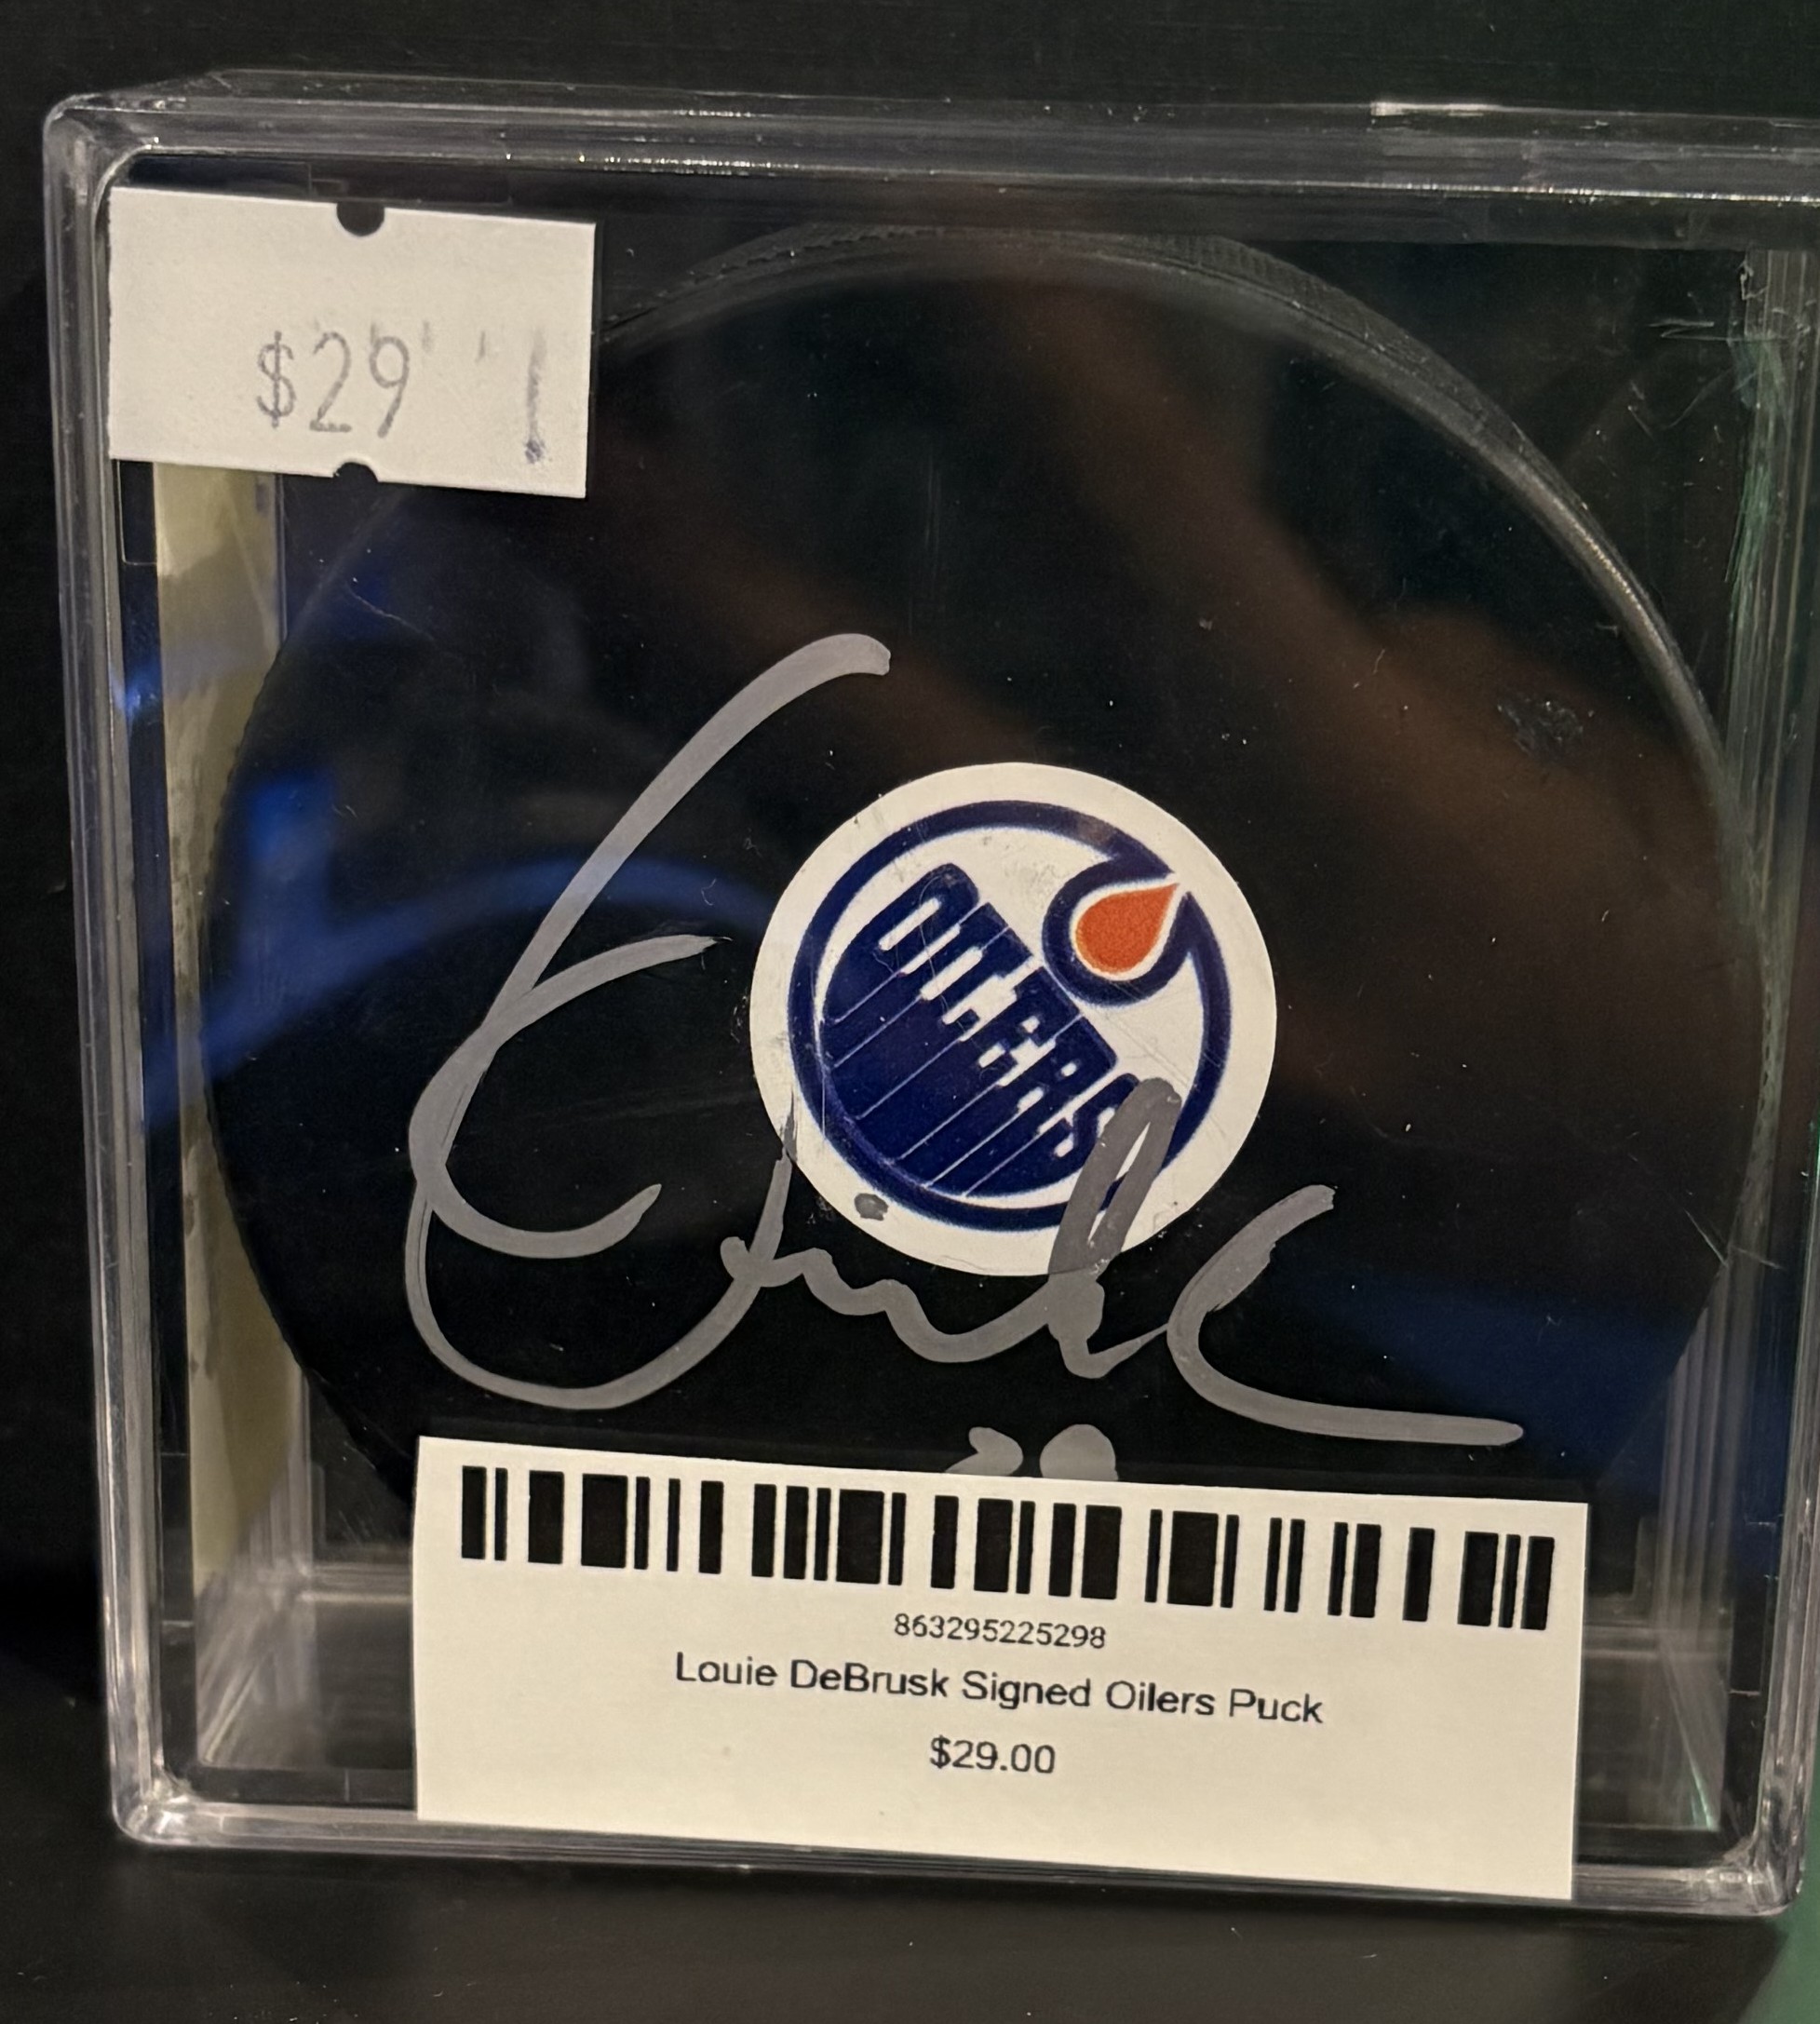 $29
OILERS
863295225298
Louie DeBrusk Signed Oilers Puck
$29.00